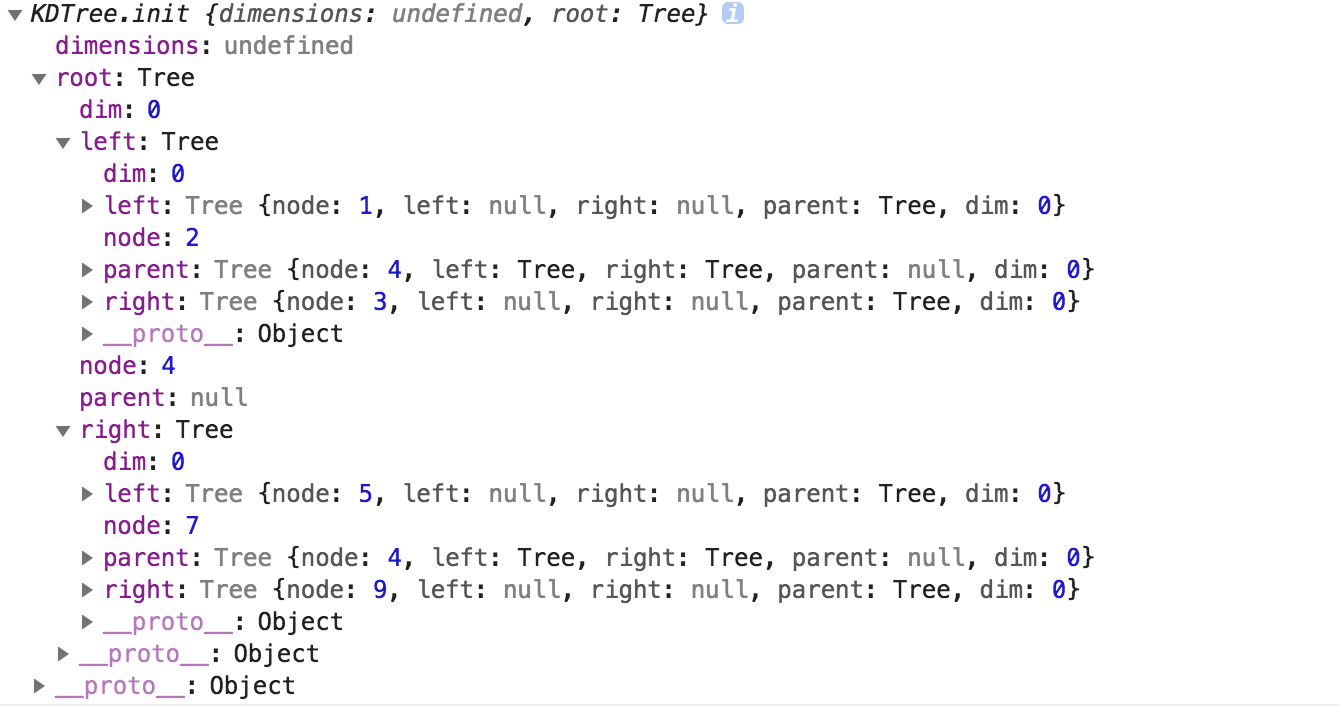 KDTree.init {dimensions: undefined, root: Tree} i
dimensions: undefined
root: Tree
dim: 0
left: Tree
dim: 0
left: Tree {node: 1, left: null, right: null, parent: Tree, dim: 0}
node: 2
parent: Tree {node: 4, left: Tree, right: Tree, parent: null, dim: 0}
right: Tree {node: 3, left: null, right: null, parent: Tree, dim: 0}
__proto__: Object
node: 4
parent: null
right: Tree
dim: 0
left: Tree {node: 5, left: null, right: null, parent: Tree, dim: 0}
node: 7
parent: Tree {node: 4, left: Tree, right: Tree, parent: null, dim: 0}
right: Tree {node: 9, left: null, right: null, parent: Tree, dim: 0}
__proto__: Object
__proto__: Object
__proto__: Object